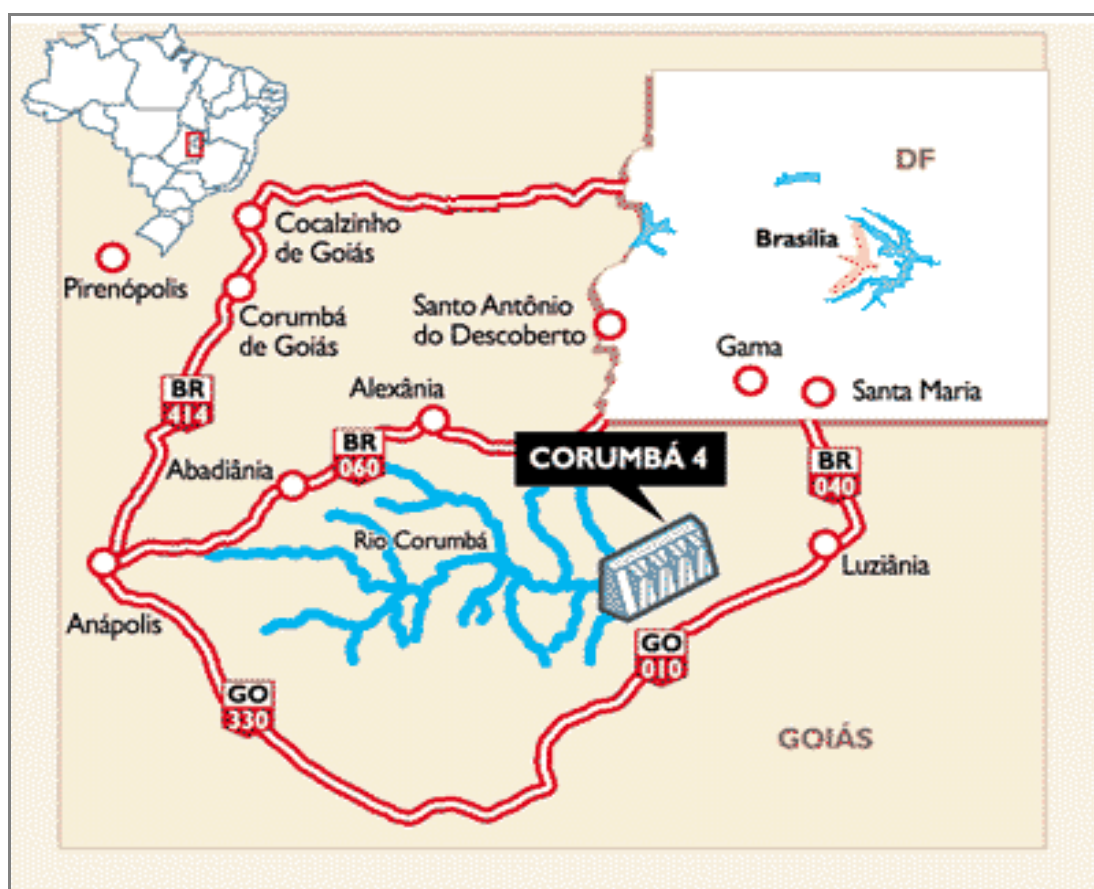 DF
Cocalzinho
de Goiás
Brasília
Pirenópolis
Corumbá
de Goiás
Santo Antônio
do Descoberto
Gama
Santa Maria
Alexânia
BR
414
BR
060
CORUMBÁ 4
BR
040
Abadiânia
Rio Corumbá
Luziânia
Anápolis
GO
010
GO
330
GOIÁS